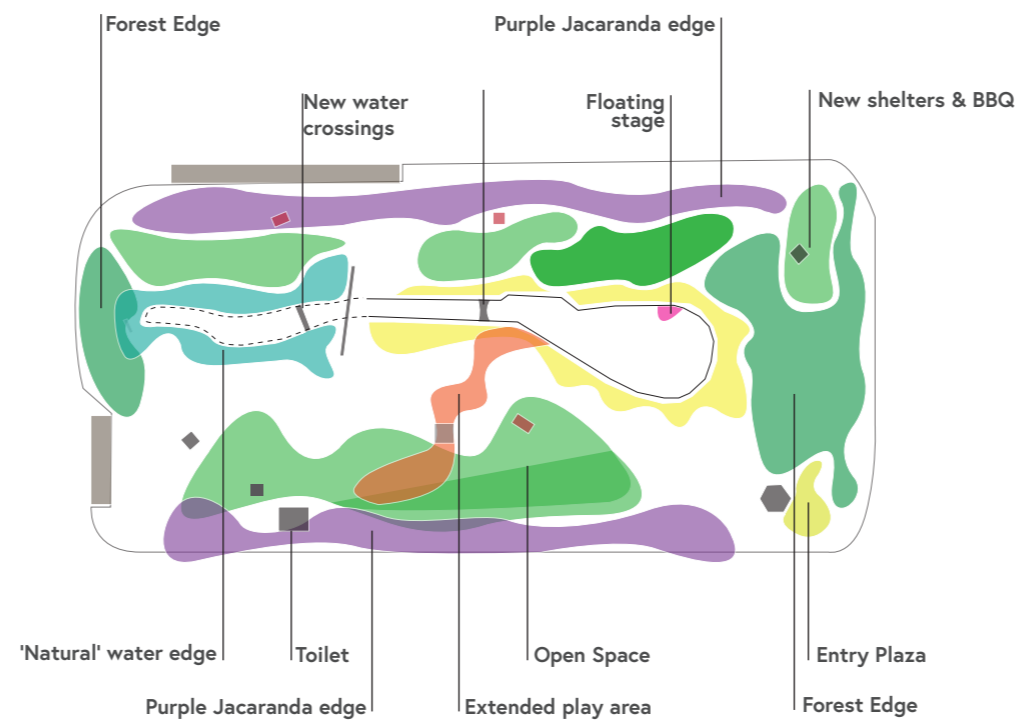 Forest Edge
Purple Jacaranda edge
New water
crossings
Floating
stage
New shelters & BBQ
'Natural' water edge
Toilet
Open Space
Entry Plaza
Purple Jacaranda edge
Extended play area
Forest Edge